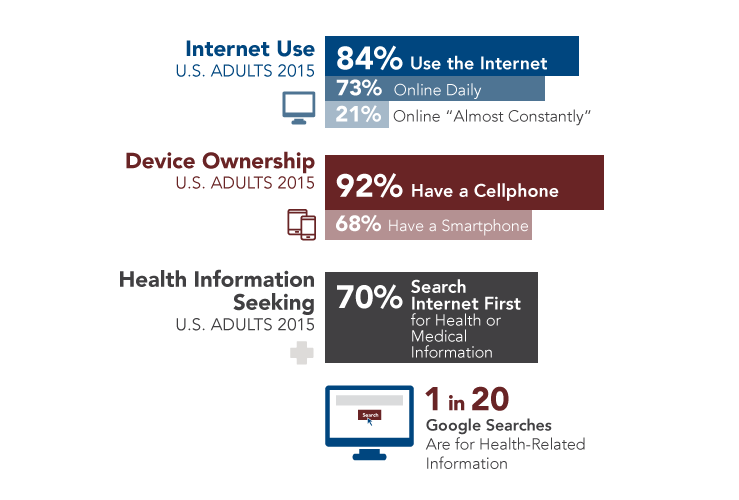 Internet Use
U.S. ADULTS 2015
84% Use the Internet
73% Online Daily
21% Online “Almost Constantly”
Device Ownership
U.S. ADULTS 2015
92% Have a Cellphone
68% Have a Smartphone
Health Information
Seeking
U.S. ADULTS 2015
70% Search
Internet First
for Health or
Medical
Information
Search
1 in 20
Google Searches
Are for Health-Related
Information